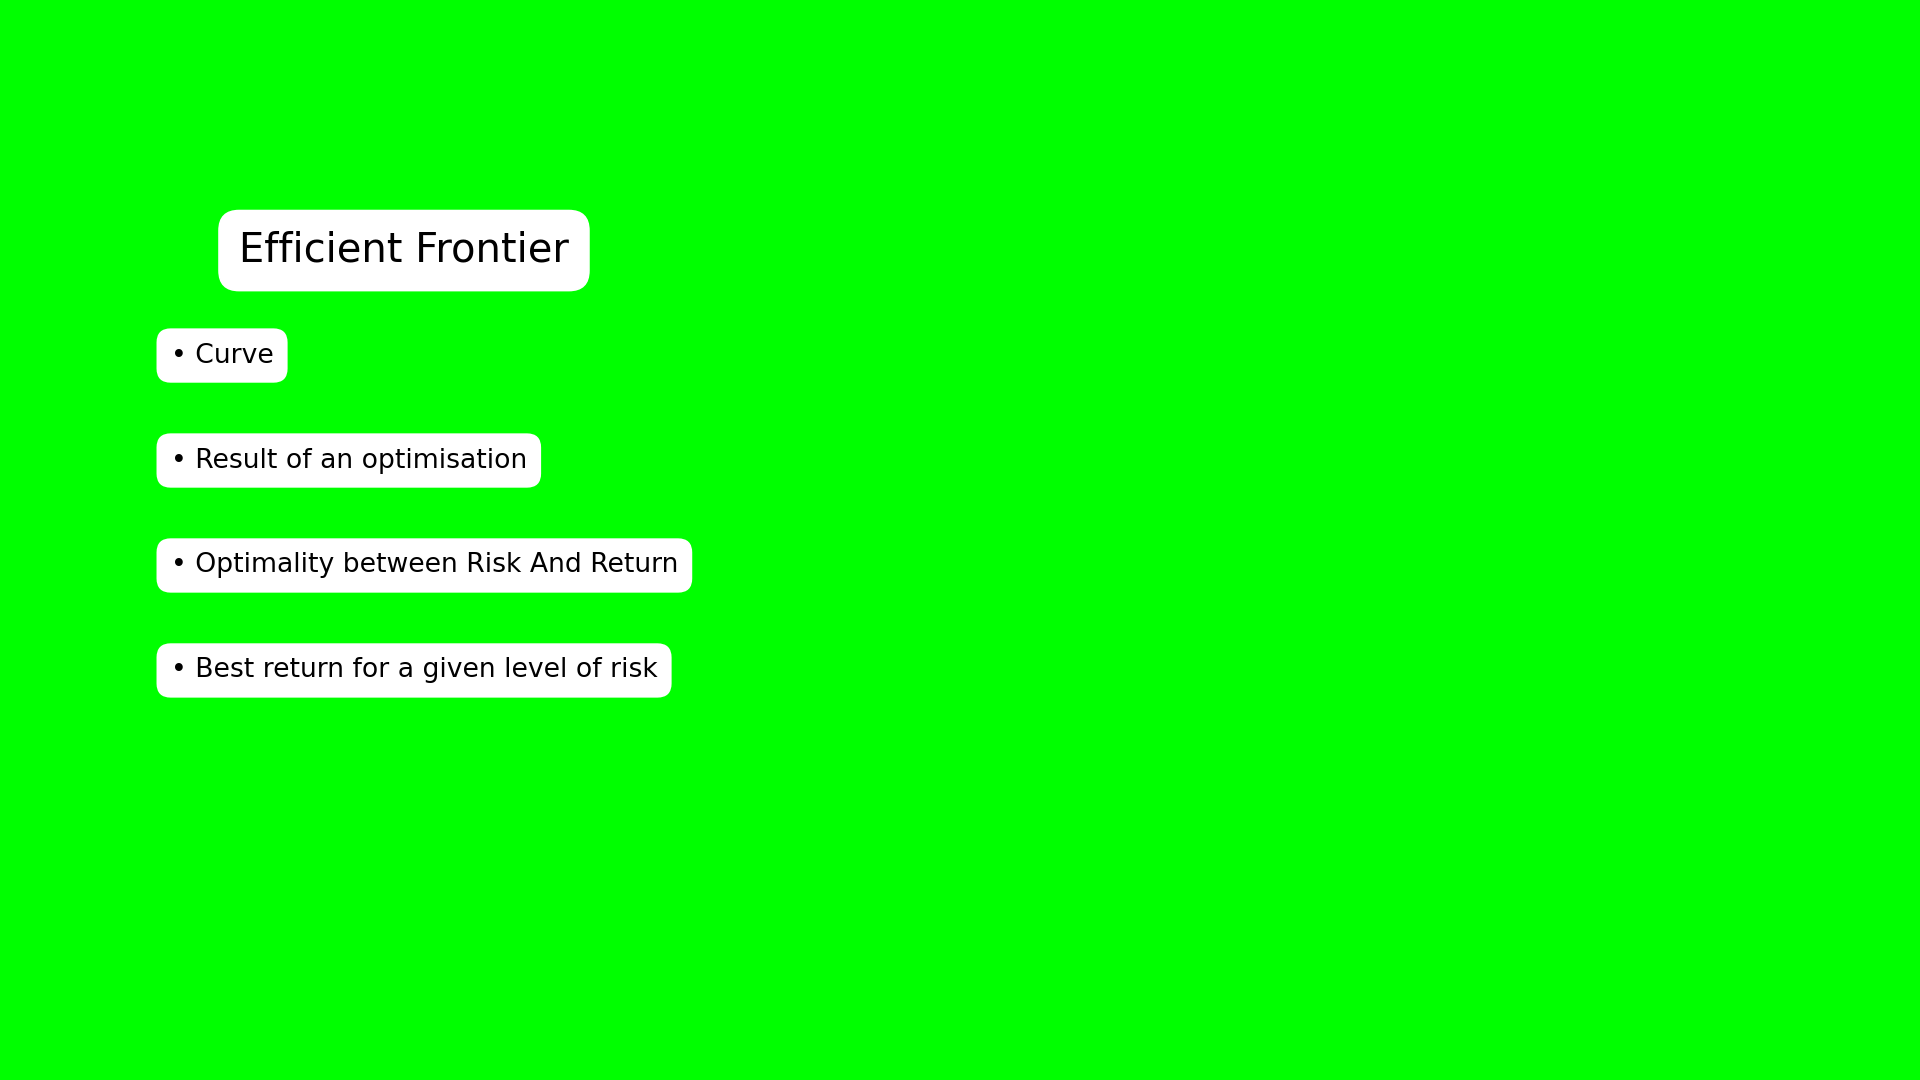 Efficient Frontier
• Curve
• Result of an optimisation
• Optimality between Risk And Return
• Best return for a given level of risk